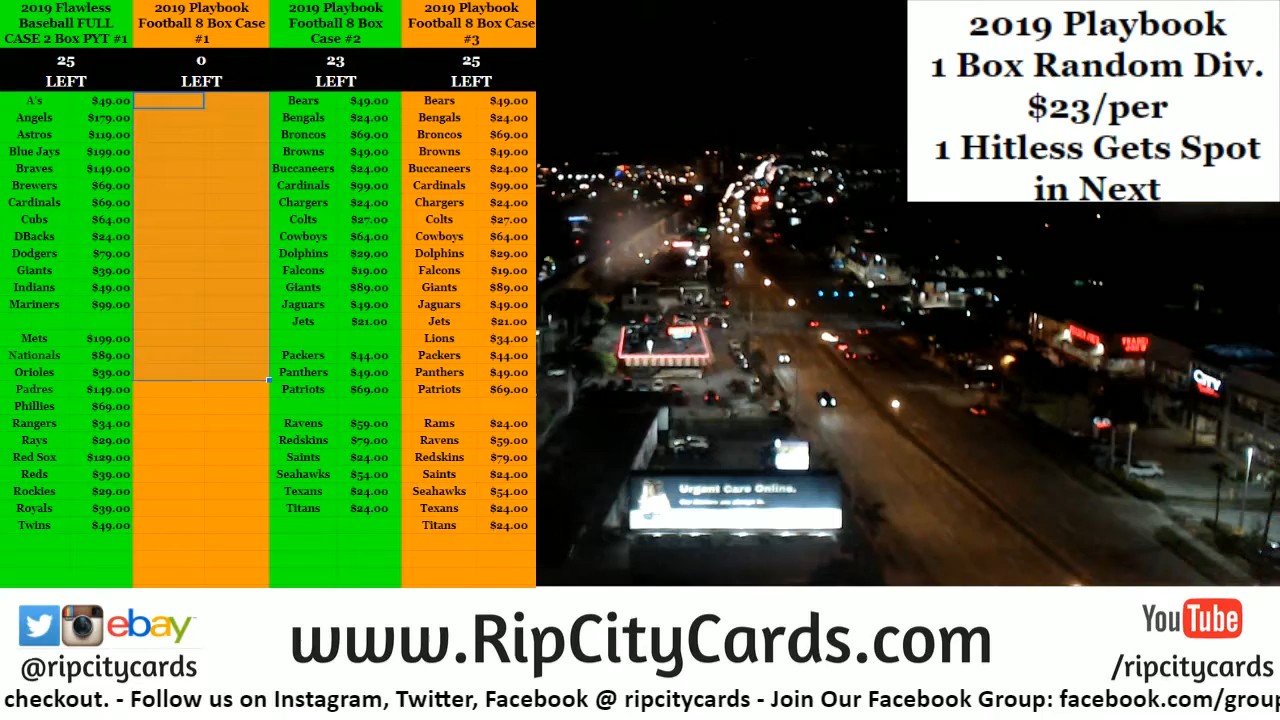 2019 Flawless
Baseball FULL
CASE 2 Box PYT #1
25
LEFT
A's $49.00
Angels $179.00
Astros $119.00
Blue Jays $199.00
Braves $149.00
Brewers $69.00
Cardinals $69.00
Cubs $64.00
DBacks $24.00
Dodgers $79.00
Giants $39.00
Indians $49.00
Mariners $99.00
Mets $199.00
Nationals $89.00
Orioles $39.00
Padres $149.00
Phillies $69.00
Rangers $34.00
Rays $29.00
Red Sox $129.00
Reds $39.00
Rockies $29.00
Royals $39.00
Twins $49.00
2019 Playbook
Football 8 Box Case
#1
0
LEFT
2019 Playbook
Football 8 Box
Case #2
23
LEFT
Bears $49.00
Bengals $24.00
Broncos $69.00
Browns $49.00
Buccaneers $24.00
Cardinals $99.00
Chargers $24.00
Colts $27.00
Cowboys $64.00
Dolphins $29.00
Falcons $19.00
Giants $89.00
Jaguars $49.00
Jets $21.00
Packers $44.00
Panthers $49.00
Patriots $69.00
Ravens $59.00
Redskins $79.00
Saints $24.00
Seahawks $54.00
Texans $24.00
Titans $24.00
2019 Playbook
Football 8 Box Case
#3
25
LEFT
Bears $49.00
Bengals $24.00
Broncos $69.00
Browns $49.00
Buccaneers $24.00
Cardinals $99.00
Chargers $24.00
Colts $27.00
Cowboys $64.00
Dolphins $29.00
Falcons $19.00
Giants $89.00
Jaguars $49.00
Jets $21.00
Lions $34.00
Packers $44.00
Panthers $49.00
Patriots $69.00
Rams $24.00
Ravens $59.00
Redskins $79.00
Saints $24.00
Seahawks $54.00
Texans $24.00
Titans $24.00
2019 Playbook
1 Box Random Div.
$23/per
1 Hitless Gets Spot
in Next
Urgent Care Online.
CITY
ebay
@ripcitycards
www.RipCityCards.com
YouTube
/ripcitycards
checkout. - Follow us on Instagram, Twitter, Facebook @ ripcitycards - Join Our Facebook Group: facebook.com/group